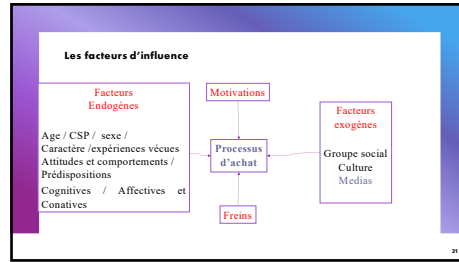 Les facteurs d'influence
Facteurs
Endogènes
Age / CSP / sexe /
Caractère /expériences vécues
Attitudes et comportements /
Prédispositions
Cognitives / Affectives et
Conatives
Motivations
Processus
d'achat
Freins
Facteurs
exogènes
Groupe social
Culture
Medias
31